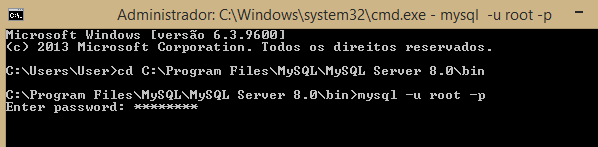 Administrador: C:\Windows\system32\cmd.exe - mysql -u root -p
Microsoft Windows [versão 6.3.9600]
(c) 2013 Microsoft Corporation. Todos os direitos reservados.
C:\Users\User>cd C:\Program Files\MySQL\MySQL Server 8.0\bin
C:\Program Files\MySQL\MySQL Server 8.0\bin>mysql -u root -p
Enter password: ********